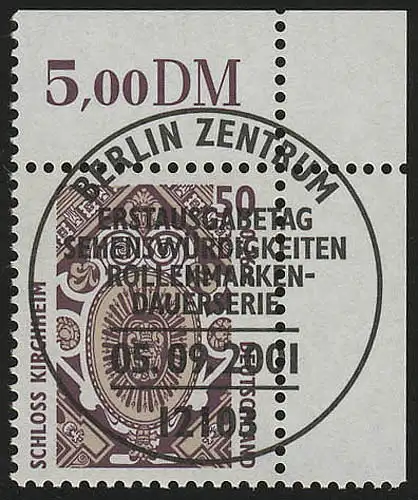 5,00DM
BERLIN ZENTRUM
50
ERSTAUSGABETAG
SEHENSWÜRDIGKEITEN
ROLLENMARKEN-
DAUERSERIE
05.09.2001
12103
SCHLOSS KIRCHHEIM
DEUTSCHLAND